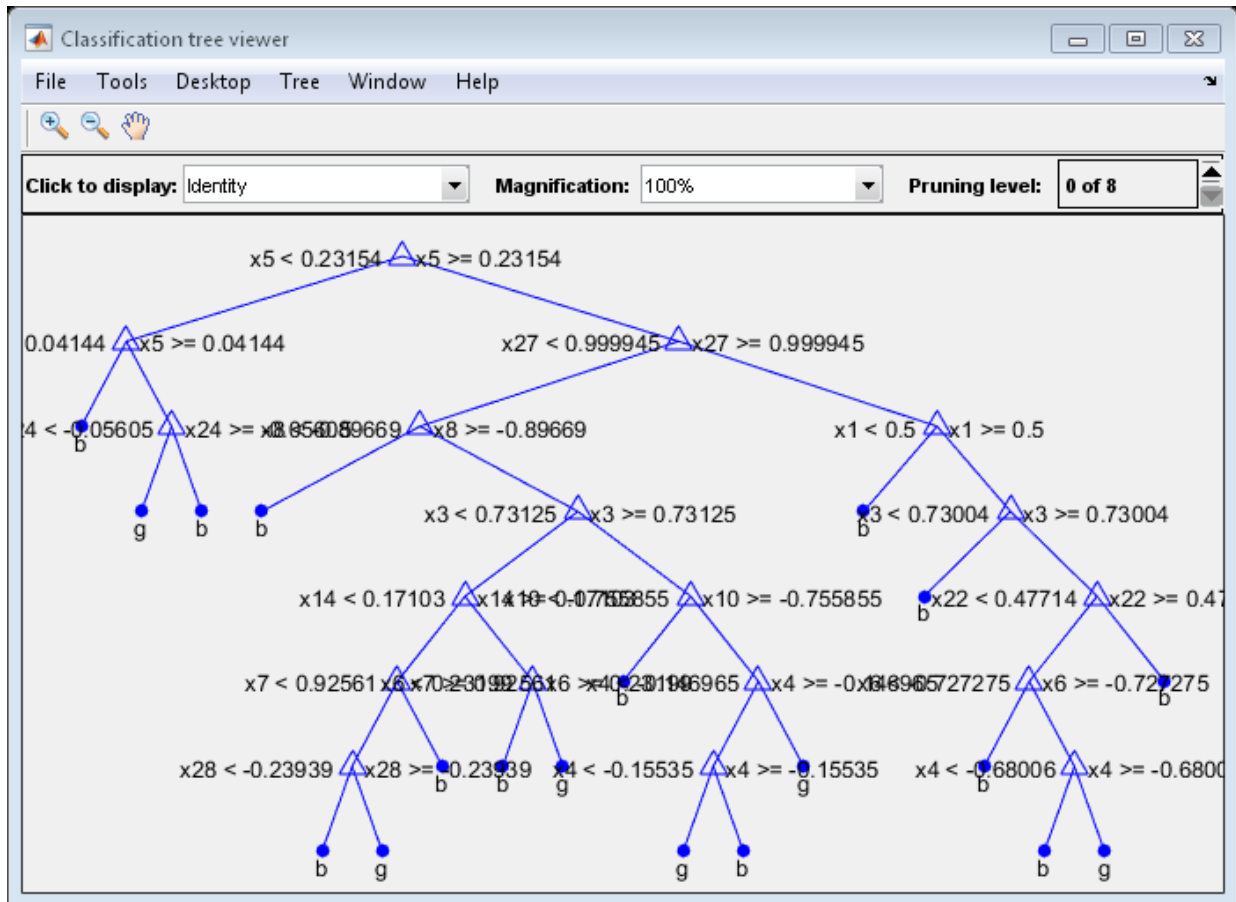 Classification tree viewer
File Tools Desktop Tree Window Help
Click to display: Identity Magnification: 100% Pruning level: 0 of 8
x5 < 0.23154 x5 >= 0.23154
0.04144 x5 >= 0.04144 x27 < 0.999945 x27 >= 0.999945
4 < -0.05605 x24 >= x8 >= -0.89669 x1 < 0.5 x1 >= 0.5
b
g b b x3 < 0.73125 x3 >= 0.73125 x3 < 0.73004 x3 >= 0.73004
b
x14 < 0.17103 x10 >= -0.755855 x22 < 0.47714 x22 >= 0.47
b
x7 < 0.92561 x6 >= -0.727275
b b
x28 < -0.23939 x28 >= -0.23939 x4 < -0.15535 x4 >= -0.15535 x4 < -0.68006 x4 >= -0.6800
b b g g b
b g g b b g